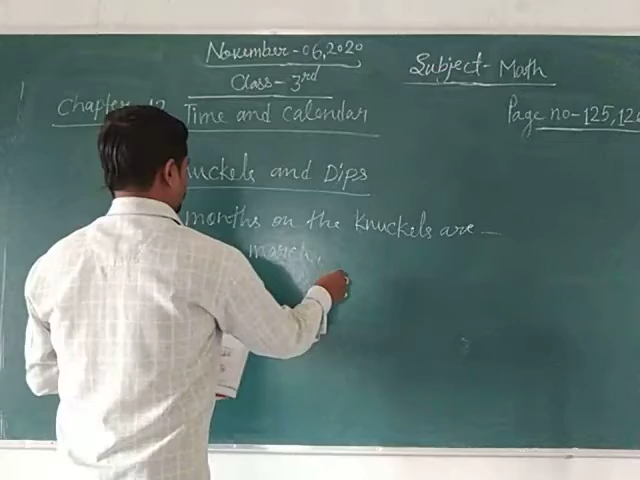 November-06,2020
Class-3rd
Subject-Math
Chapter-12 Time and Calendar
Page no-125,126
nuckels and Dips
months on the Knuckels are —
march,